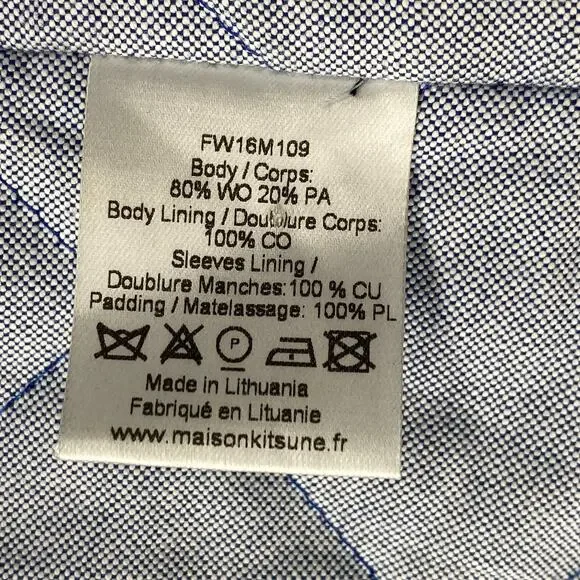 FW16M109
Body / Corps:
80% WO 20% PA
Body Lining / Doublure Corps:
100% CO
Sleeves Lining /
Doublure Manches:100 % CU
Padding / Matelassage: 100% PL
P
Made in Lithuania
Fabriqué en Lituanie
www.maisonkitsune.fr